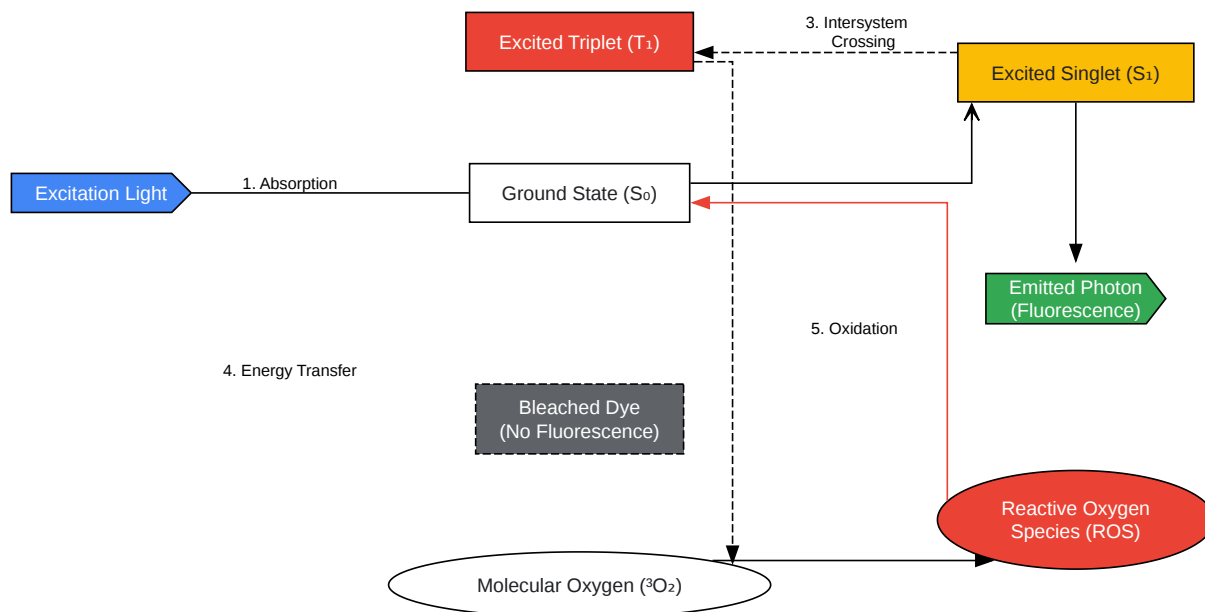 Excited Triplet (T₁)
3. Intersystem
Crossing
Excited Singlet (S₁)
Excitation Light
1. Absorption
Ground State (S₀)
Emitted Photon
(Fluorescence)
5. Oxidation
4. Energy Transfer
Bleached Dye
(No Fluorescence)
Reactive Oxygen
Species (ROS)
Molecular Oxygen (³O₂)